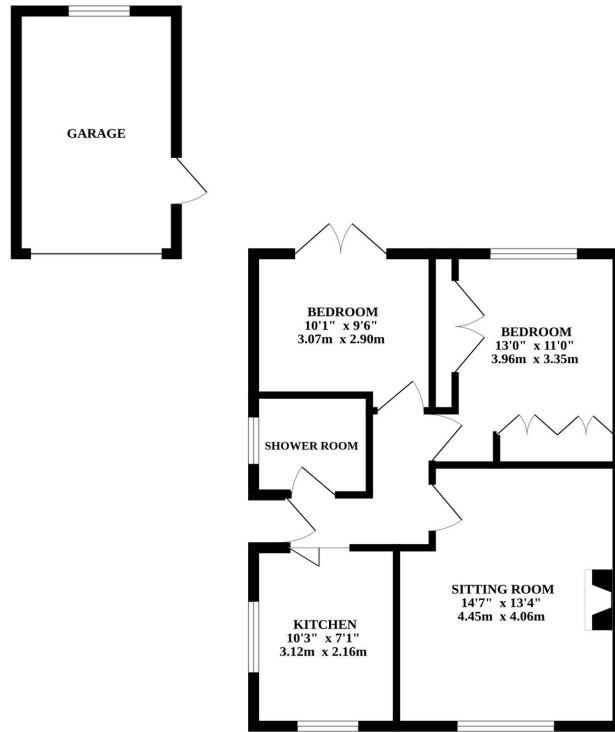 GARAGE
BEDROOM
10'1" x 9'6"
3.07m x 2.90m
BEDROOM
13'0" x 11'0"
3.96m x 3.35m
SHOWER ROOM
SITTING ROOM
14'7" x 13'4"
4.45m x 4.06m
KITCHEN
10'3" x 7'1"
3.12m x 2.16m